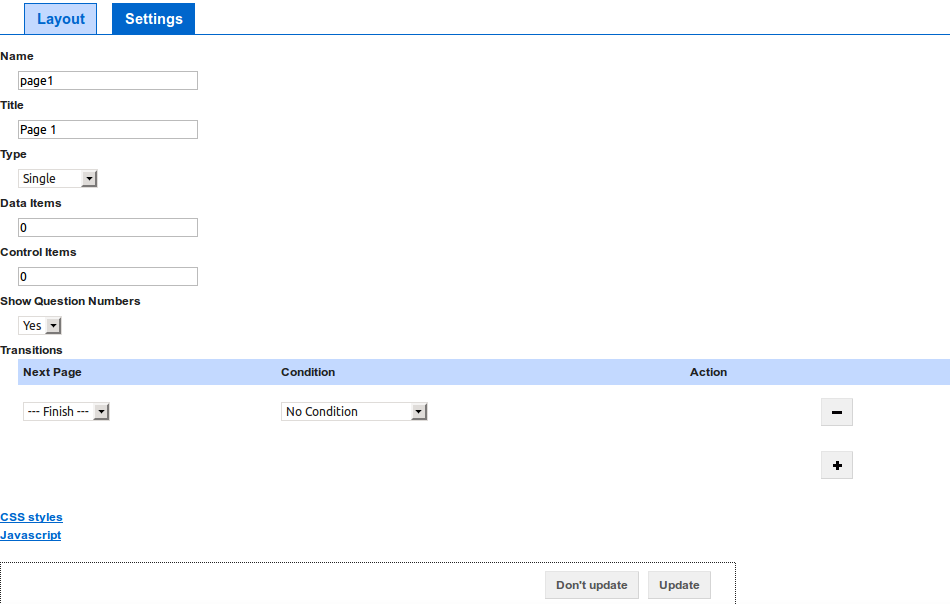 Layout Settings
Name
page1
Title
Page 1
Type
Single
Data Items
0
Control Items
0
Show Question Numbers
Yes
Transitions
Next Page Condition Action
--- Finish --- No Condition
CSS styles
Javascript
Don't update Update